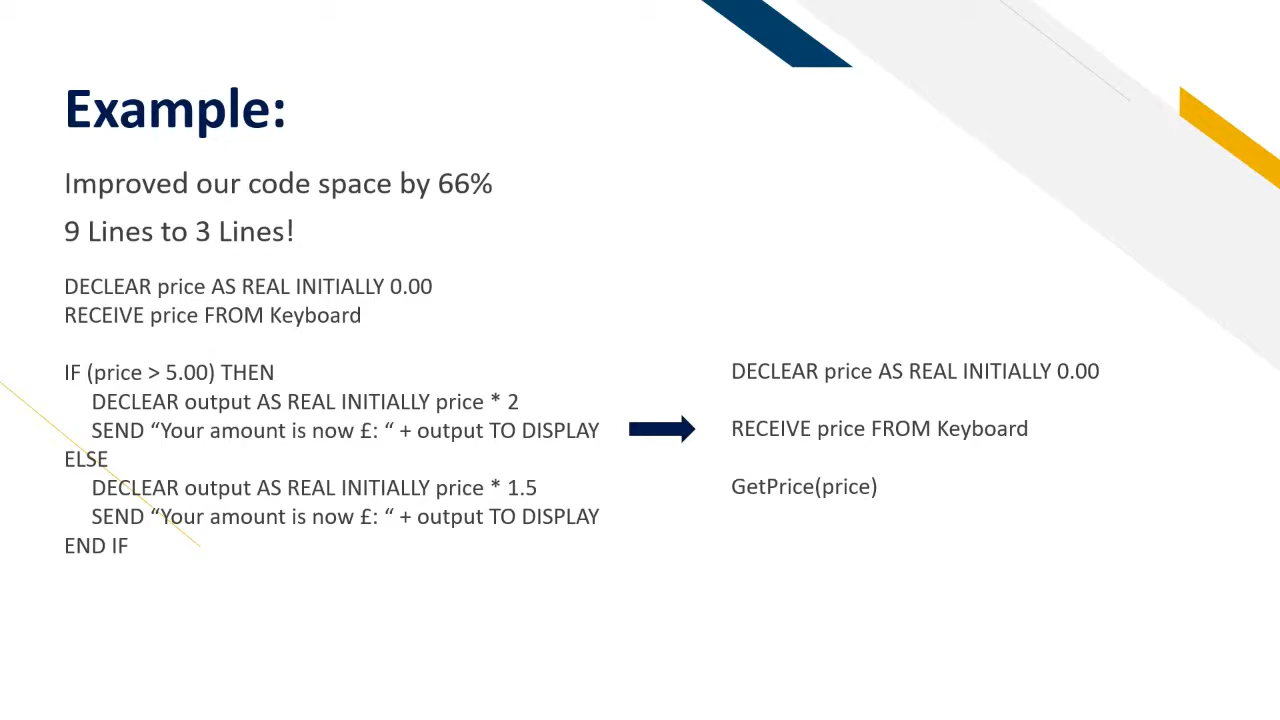 Example:
Improved our code space by 66%
9 Lines to 3 Lines!
DECLEAR price AS REAL INITIALLY 0.00
RECEIVE price FROM Keyboard
IF (price > 5.00) THEN
DECLEAR output AS REAL INITIALLY price * 2
SEND “Your amount is now £: “ + output TO DISPLAY
ELSE
DECLEAR output AS REAL INITIALLY price * 1.5
SEND “Your amount is now £: “ + output TO DISPLAY
END IF
DECLEAR price AS REAL INITIALLY 0.00
RECEIVE price FROM Keyboard
GetPrice(price)